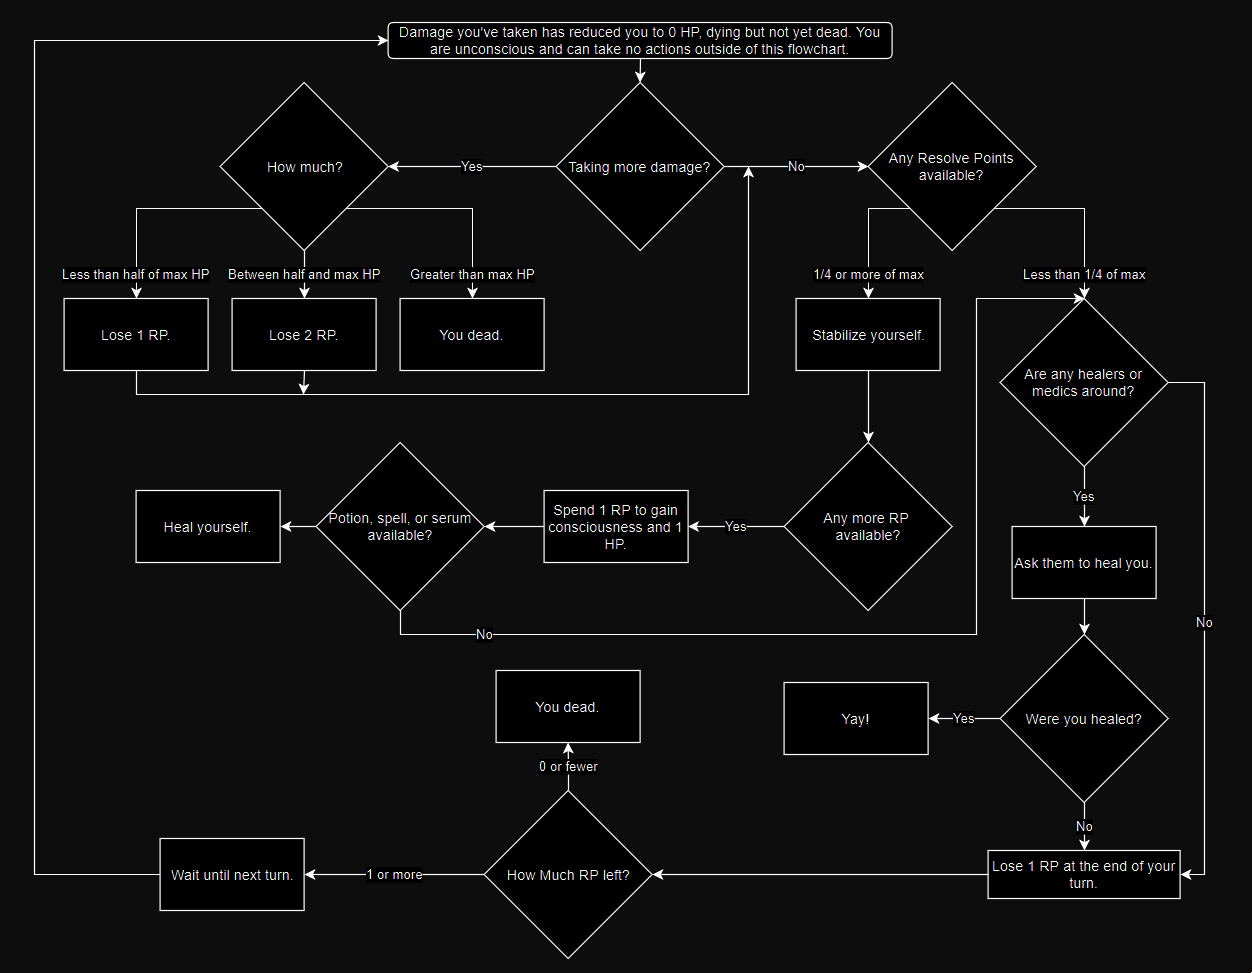 Damage you've taken has reduced you to 0 HP, dying but not yet dead. You
are unconscious and can take no actions outside of this flowchart.
How much?
Yes
Taking more damage?
No
Any Resolve Points
available?
Less than half of max HP
Between half and max HP
Greater than max HP
1/4 or more of max
Less than 1/4 of max
Lose 1 RP.
Lose 2 RP.
You dead.
Stabilize yourself.
Are any healers or
medics around?
Yes
Heal yourself.
Potion, spell, or serum
available?
Spend 1 RP to gain
consciousness and 1
HP.
Yes
Any more RP
available?
Ask them to heal you.
No
No
You dead.
Yay!
Yes
Were you healed?
0 or fewer
No
Wait until next turn.
1 or more
How Much RP left?
Lose 1 RP at the end of your
turn.